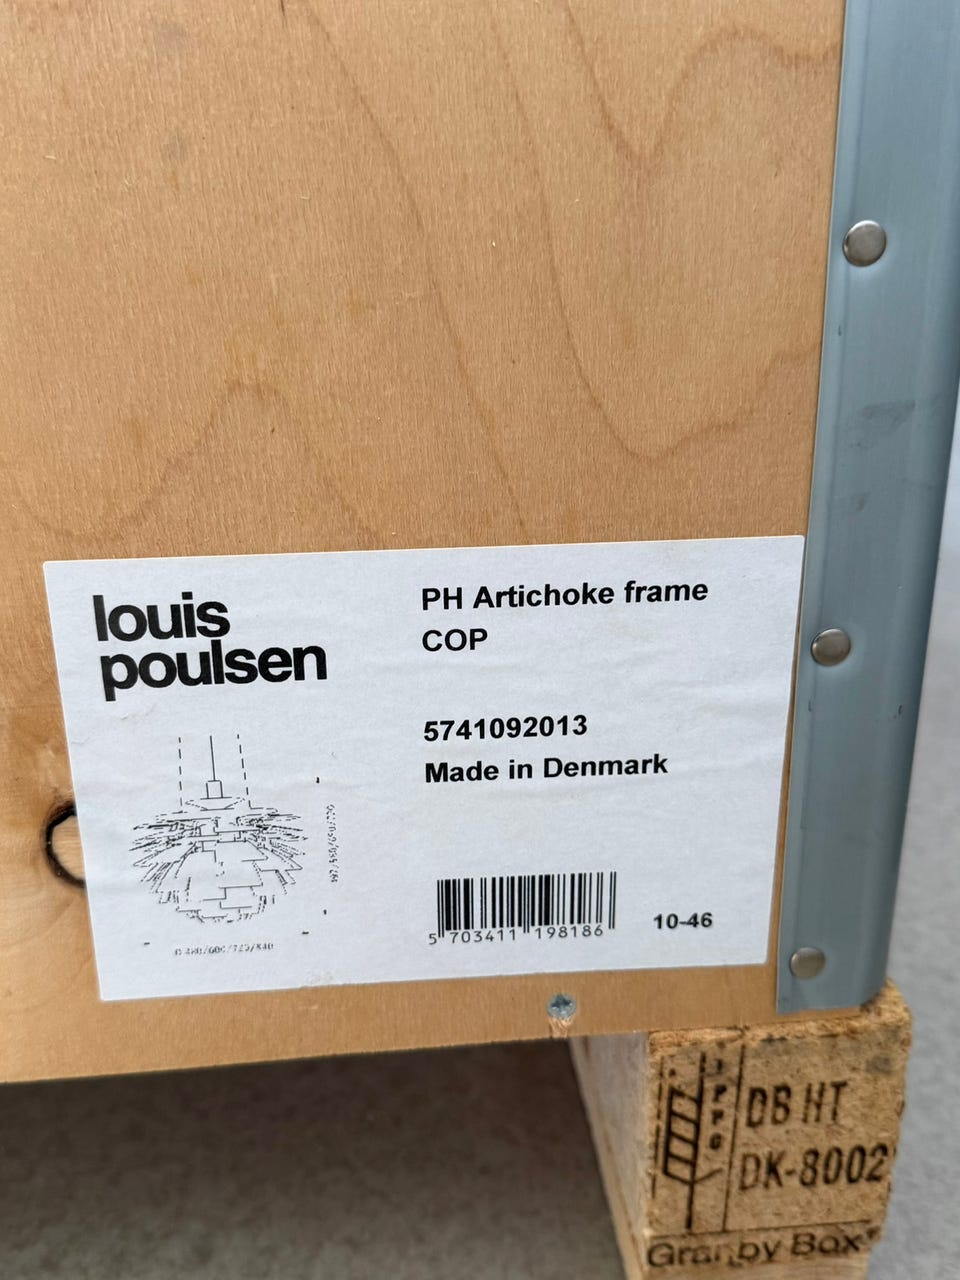 louis
poulsen
PH Artichoke frame
COP
5741092013
Made in Denmark
5 703411 198186
10-46
IPPC
DB HT
DK-8002
Granby Box